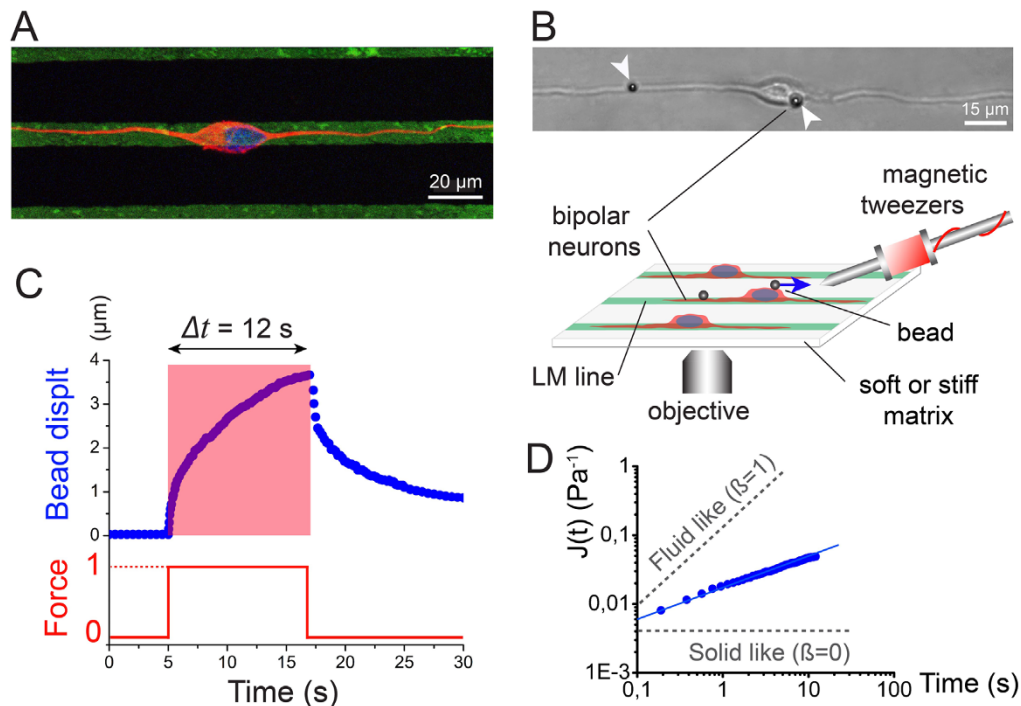 A
20 µm
B
15 µm
magnetic
tweezers
bipolar
neurons
bead
LM line
objective
soft or stiff
matrix
C
(µm)
Δt = 12 s
Bead displt
4
3
2
1
0
Force
1
0
0 5 10 15 20 25 30
Time (s)
D
J(t) (Pa⁻¹)
1
0,1
0,01
1E-3
Fluid like (ß=1)
Solid like (ß=0)
0,1 1 10 100
Time (s)